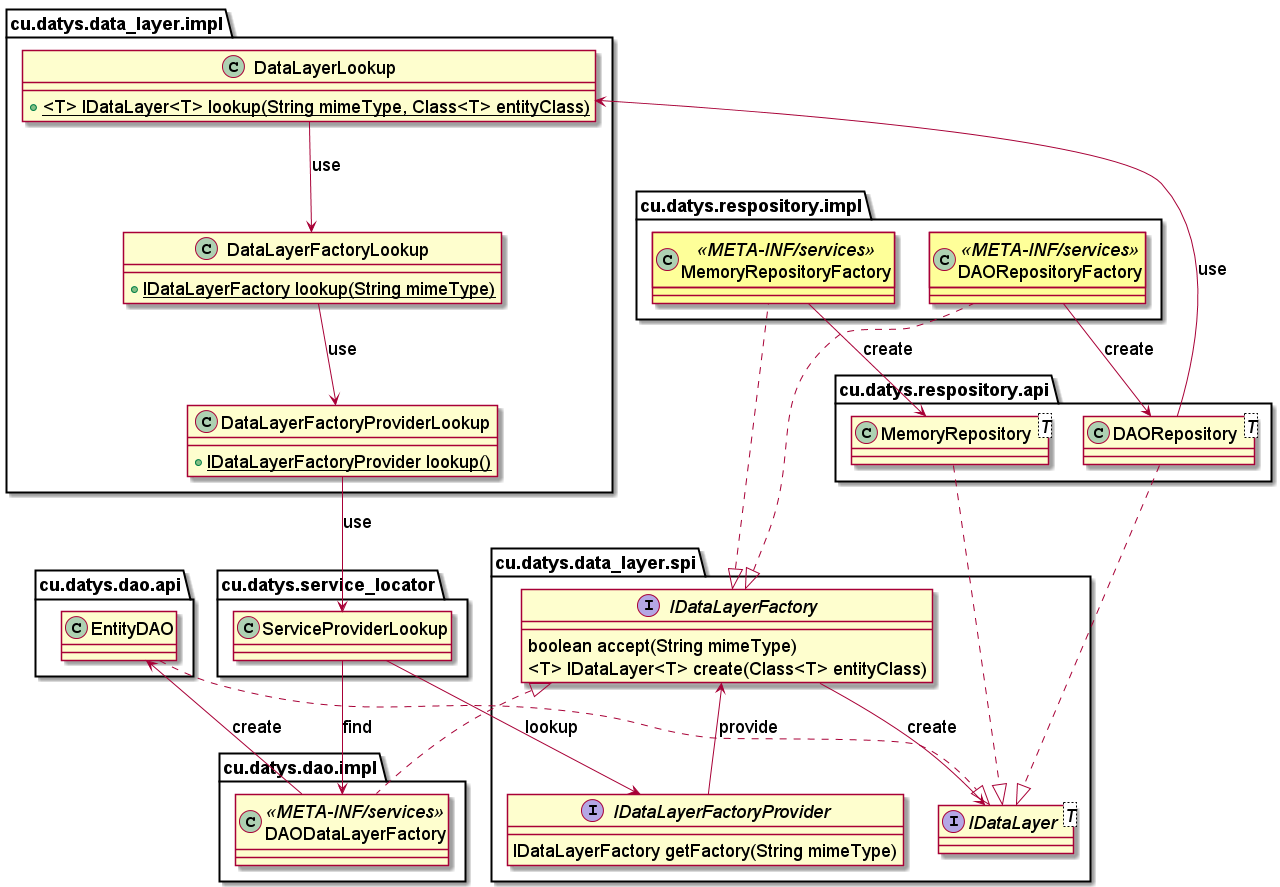 cu.datys.data_layer.impl
C DataLayerLookup
<T> IDataLayer<T> lookup(String mimeType, Class<T> entityClass)
use
C DataLayerFactoryLookup
IDataLayerFactory lookup(String mimeType)
use
C DataLayerFactoryProviderLookup
IDataLayerFactoryProvider lookup()
use
cu.datys.respository.impl
C «META-INF/services»
MemoryRepositoryFactory
C «META-INF/services»
DAORepositoryFactory
use
create
create
cu.datys.respository.api
C MemoryRepository T
C DAORepository T
cu.datys.dao.api
C EntityDAO
cu.datys.service_locator
C ServiceProviderLookup
cu.datys.data_layer.spi
I IDataLayerFactory
boolean accept(String mimeType)
<T> IDataLayer<T> create(Class<T> entityClass)
create
find
lookup
provide
create
cu.datys.dao.impl
C «META-INF/services»
DAODataLayerFactory
I IDataLayerFactoryProvider
IDataLayerFactory getFactory(String mimeType)
I IDataLayer T